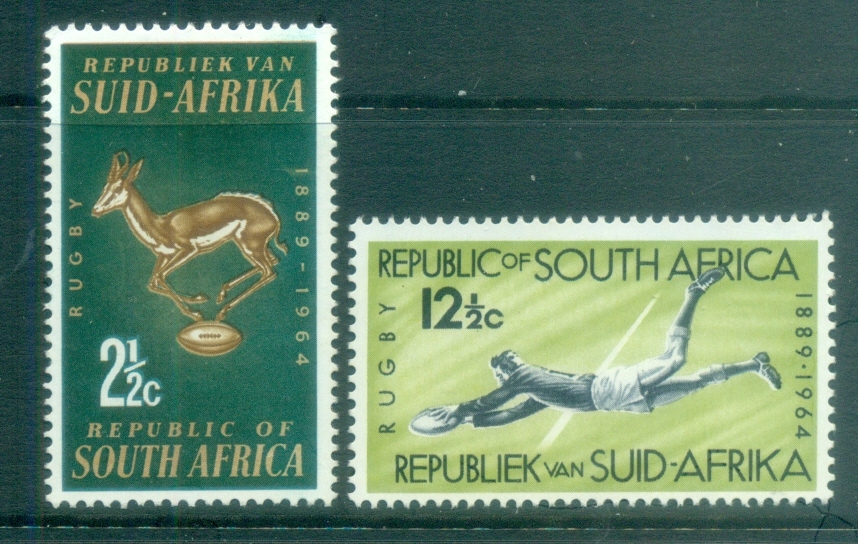 REPUBLIEK VAN
SUID-AFRIKA
RUGBY
1889-1964
2½c
REPUBLIC OF
SOUTH AFRICA
REPUBLIC OF SOUTH AFRICA
12½c
RUGBY
1889·1964
REPUBLIEK VAN SUID-AFRIKA